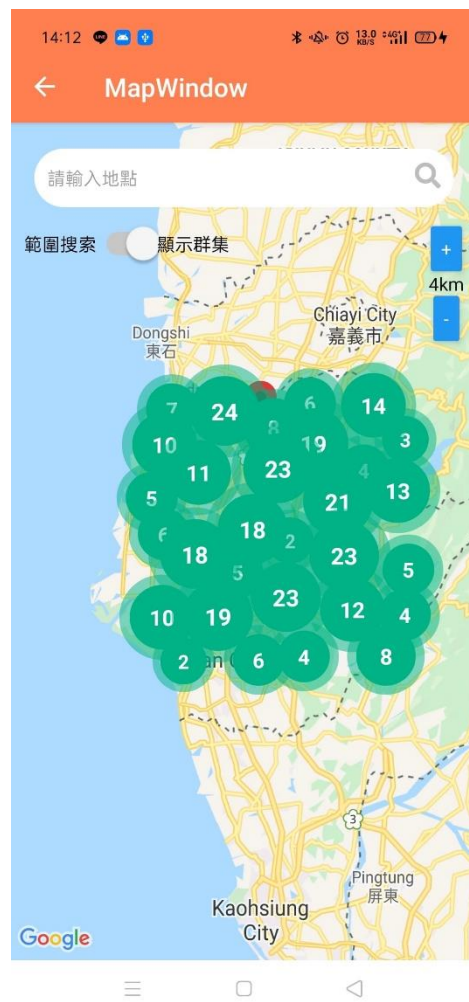 14:12
13.0 KB/S
4G
77
MapWindow
請輸入地點
範圍搜索
顯示群集
+
4km
-
Chiayi City
嘉義市
Dongshi
東石
7
24
6
14
8
10
19
3
11
23
4
5
21
13
6
18
2
18
23
5
5
23
10
19
12
4
2
6
4
8
3
Pingtung
屏東
Kaohsiung
City
Google